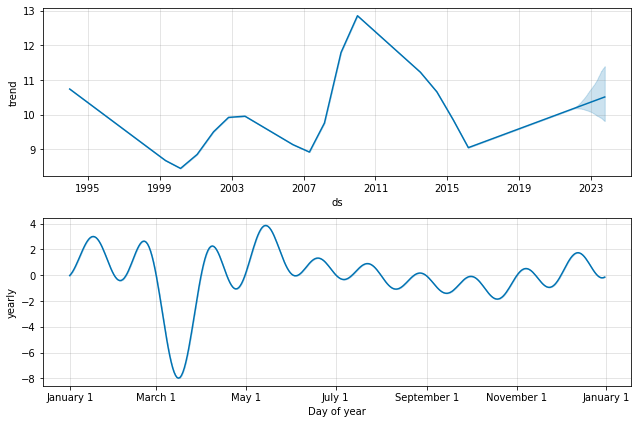 13
12
11
10
9
trend
1995 1999 2003 2007 2011 2015 2019 2023
ds
4
2
0
−2
−4
−6
−8
yearly
January 1 March 1 May 1 July 1 September 1 November 1 January 1
Day of year